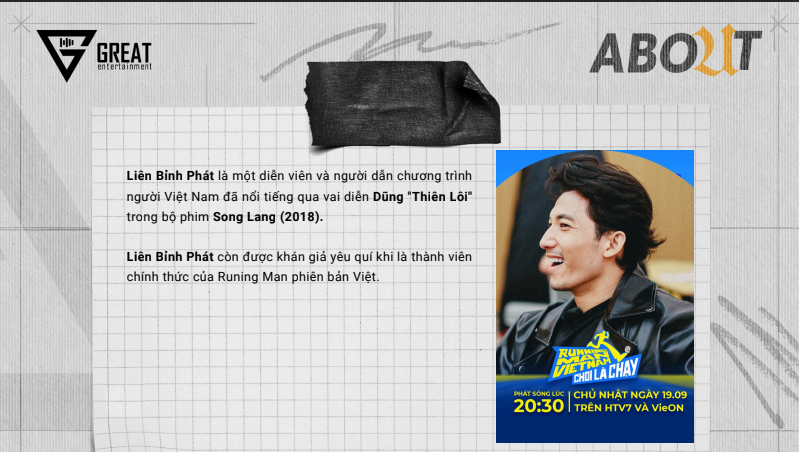 GREAT
entertainment
ABOUT
Liên Bỉnh Phát là một diễn viên và người dẫn chương trình
người Việt Nam đã nổi tiếng qua vai diễn Dũng "Thiên Lôi"
trong bộ phim Song Lang (2018).
Liên Bỉnh Phát còn được khán giả yêu quí khi là thành viên
chính thức của Runing Man phiên bản Việt.
RUNNING
MAN
VIETNAM
CHƠI LÀ CHẠY
PHÁT SÓNG LÚC
20:30
CHỦ NHẬT NGÀY 19.09
TRÊN HTV7 VÀ VieON